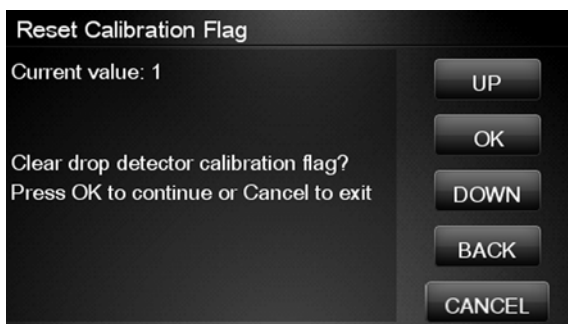 Reset Calibration Flag
Current value: 1
Clear drop detector calibration flag?
Press OK to continue or Cancel to exit
UP
OK
DOWN
BACK
CANCEL